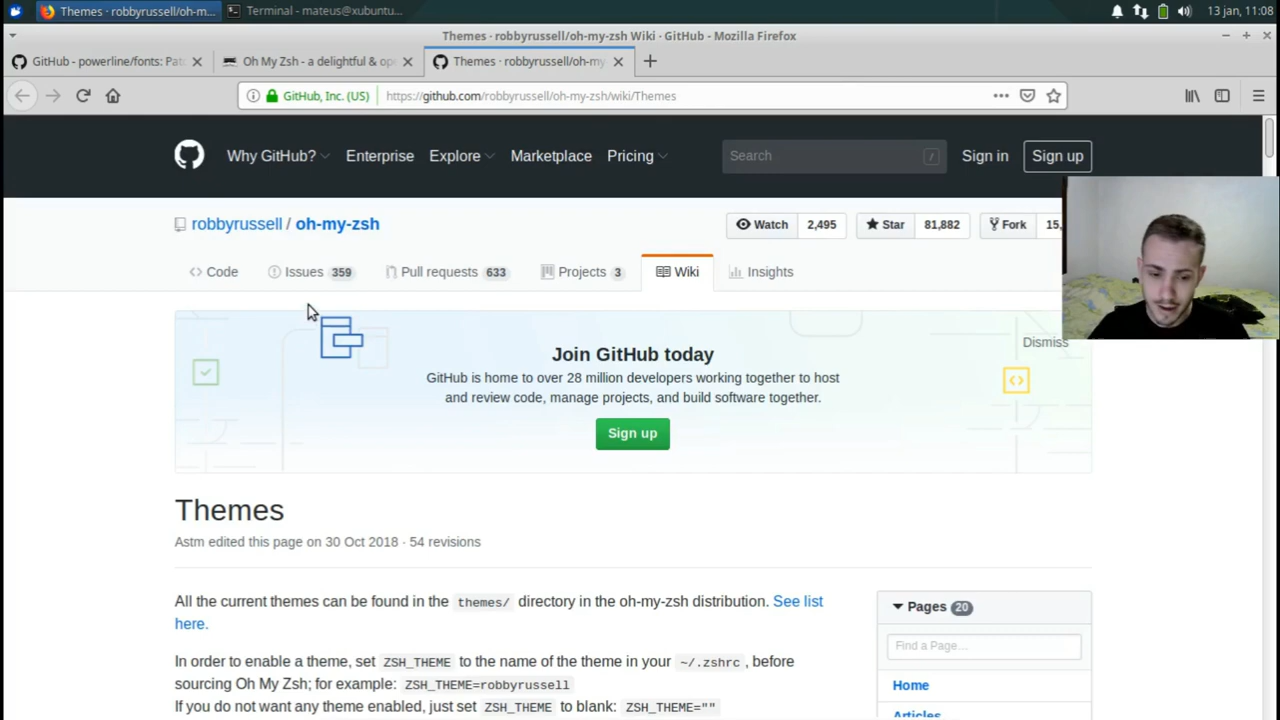 Themes · robbyrussell/oh-m...
Terminal - mateus@xubuntu...
13 jan, 11:08
Themes · robbyrussell/oh-my-zsh Wiki · GitHub - Mozilla Firefox
GitHub - powerline/fonts: Patc
Oh My Zsh - a delightful & ope
Themes · robbyrussell/oh-my-
GitHub, Inc. (US)
https://github.com/robbyrussell/oh-my-zsh/wiki/Themes
Why GitHub?
Enterprise
Explore
Marketplace
Pricing
Search
/
Sign in
Sign up
robbyrussell / oh-my-zsh
Watch 2,495
Star 81,882
Fork 15,
Code
Issues 359
Pull requests 633
Projects 3
Wiki
Insights
Join GitHub today
Dismiss
GitHub is home to over 28 million developers working together to host
and review code, manage projects, and build software together.
Sign up
Themes
Astm edited this page on 30 Oct 2018 · 54 revisions
All the current themes can be found in the themes/ directory in the oh-my-zsh distribution. See list
here.
In order to enable a theme, set ZSH_THEME to the name of the theme in your ~/.zshrc, before
sourcing Oh My Zsh; for example: ZSH_THEME=robbyrussell
If you do not want any theme enabled, just set ZSH_THEME to blank: ZSH_THEME=""
Pages 20
Find a Page…
Home
Articles